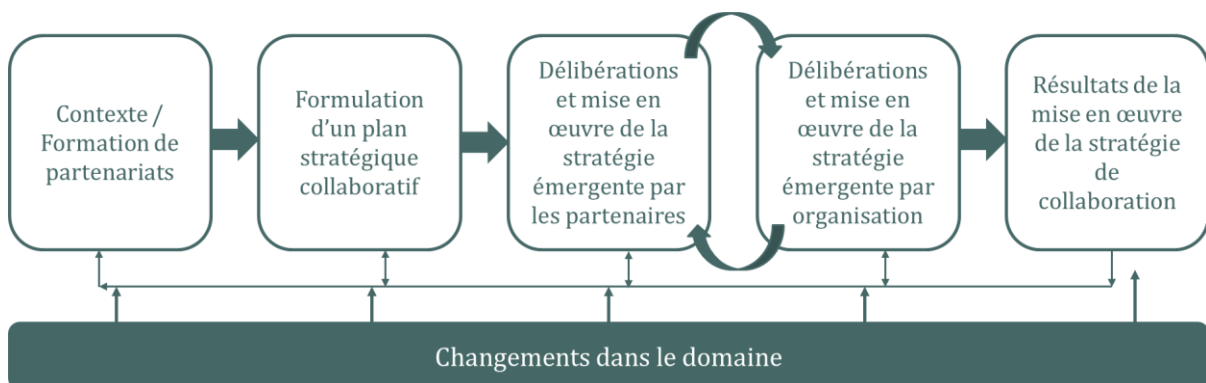 Contexte /
Formation de
partenariats
Formulation
d’un plan
stratégique
collaboratif
Délibérations
et mise en
œuvre de la
stratégie
émergente par
les partenaires
Délibérations
et mise en
œuvre de la
stratégie
émergente par
organisation
Résultats de la
mise en œuvre
de la stratégie
de
collaboration
Changements dans le domaine